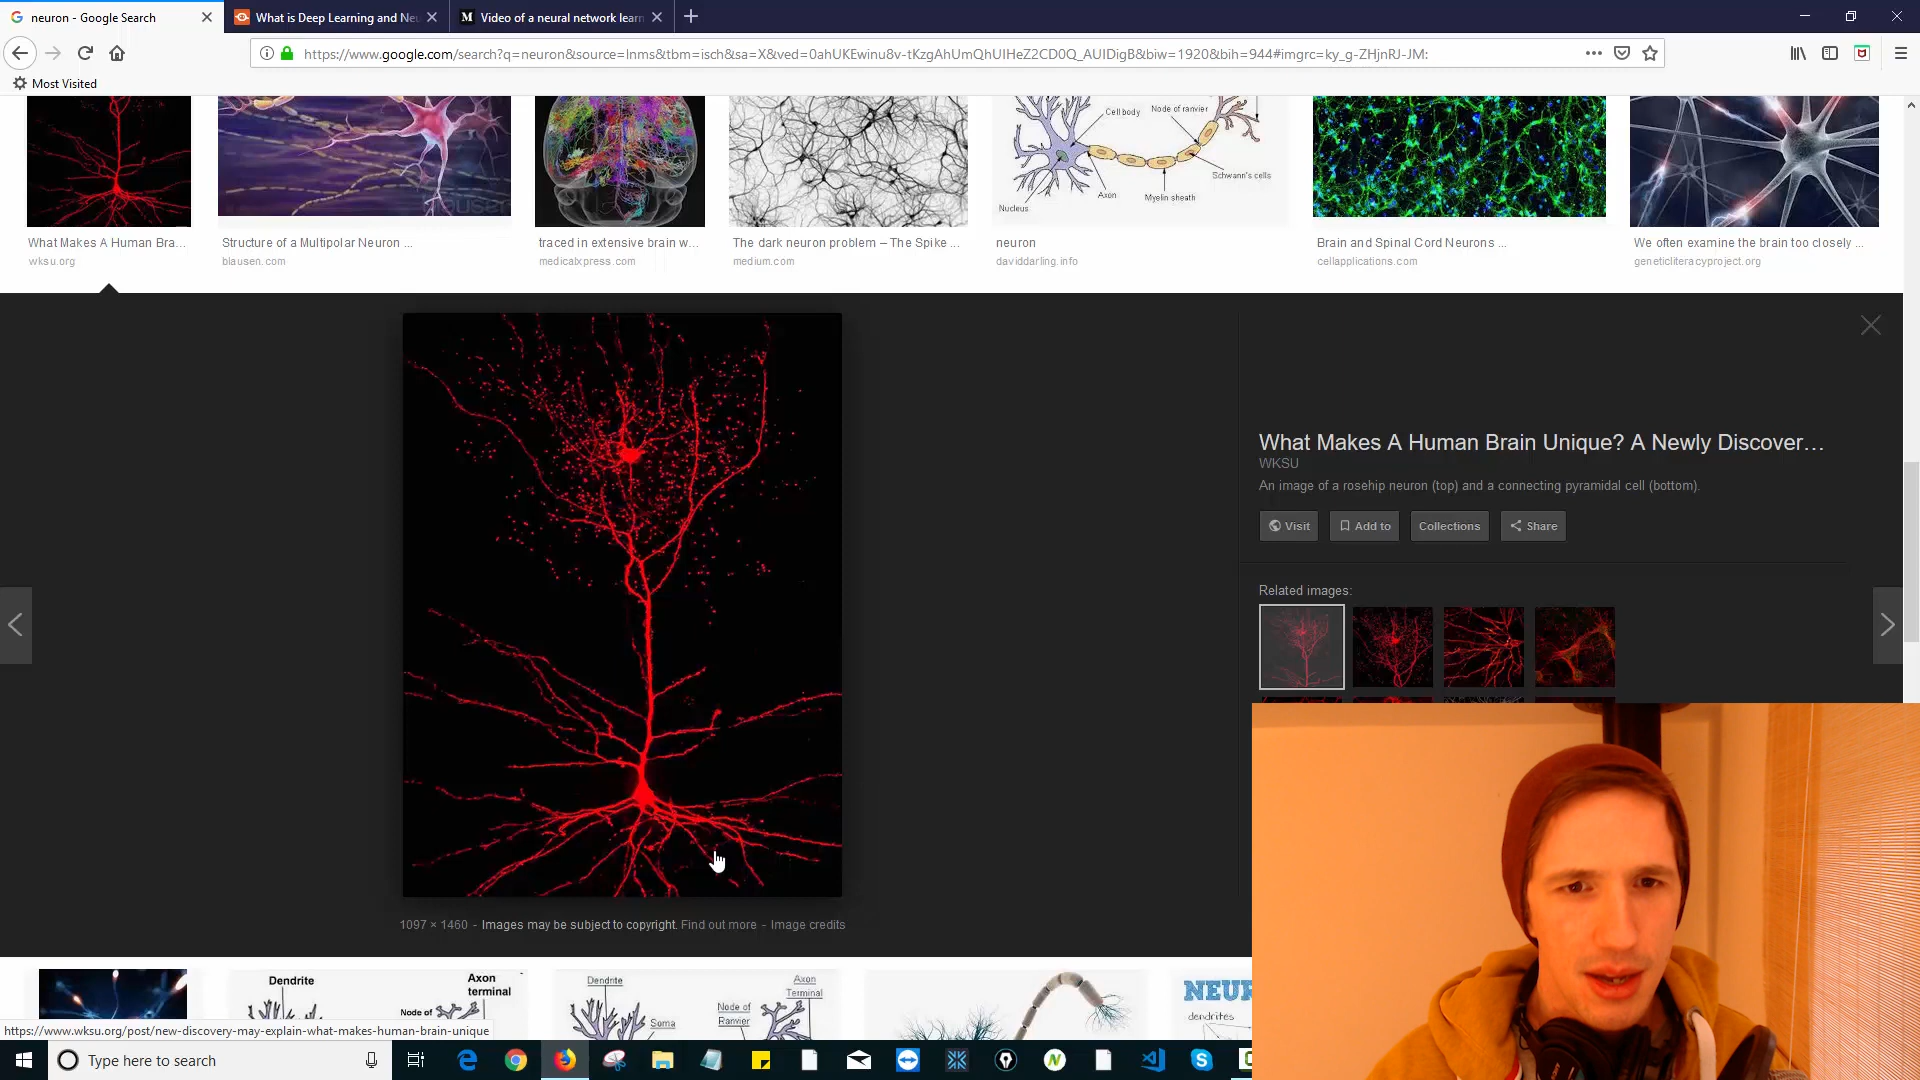 neuron - Google Search
What is Deep Learning and Neu
M Video of a neural network learn
https://www.google.com/search?q=neuron&source=lnms&tbm=isch&sa=X&ved=0ahUKEwinu8v-tKzgAhUmQhUIHeZ2CD0Q_AUIDigB&biw=1920&bih=944#imgrc=ky_g-ZHjnRJ-JM:
Most Visited
Cell body
Node of ranvier
Schwann's cells
Axon
Myelin sheath
Nucleus
What Makes A Human Bra...
wksu.org
Structure of a Multipolar Neuron ...
blausen.com
traced in extensive brain w...
medicalxpress.com
The dark neuron problem – The Spike ...
medium.com
neuron
daviddarling.info
Brain and Spinal Cord Neurons ...
cellapplications.com
We often examine the brain too closely ...
geneticliteracyproject.org
What Makes A Human Brain Unique? A Newly Discover...
WKSU
An image of a rosehip neuron (top) and a connecting pyramidal cell (bottom).
Visit
Add to
Collections
Share
Related images:
1097 × 1460 - Images may be subject to copyright. Find out more - Image credits
Dendrite
Axon terminal
Node of
Dendrite
Axon Terminal
Node of Ranvier
Soma
NEU
dendrites
https://www.wksu.org/post/new-discovery-may-explain-what-makes-human-brain-unique
Type here to search